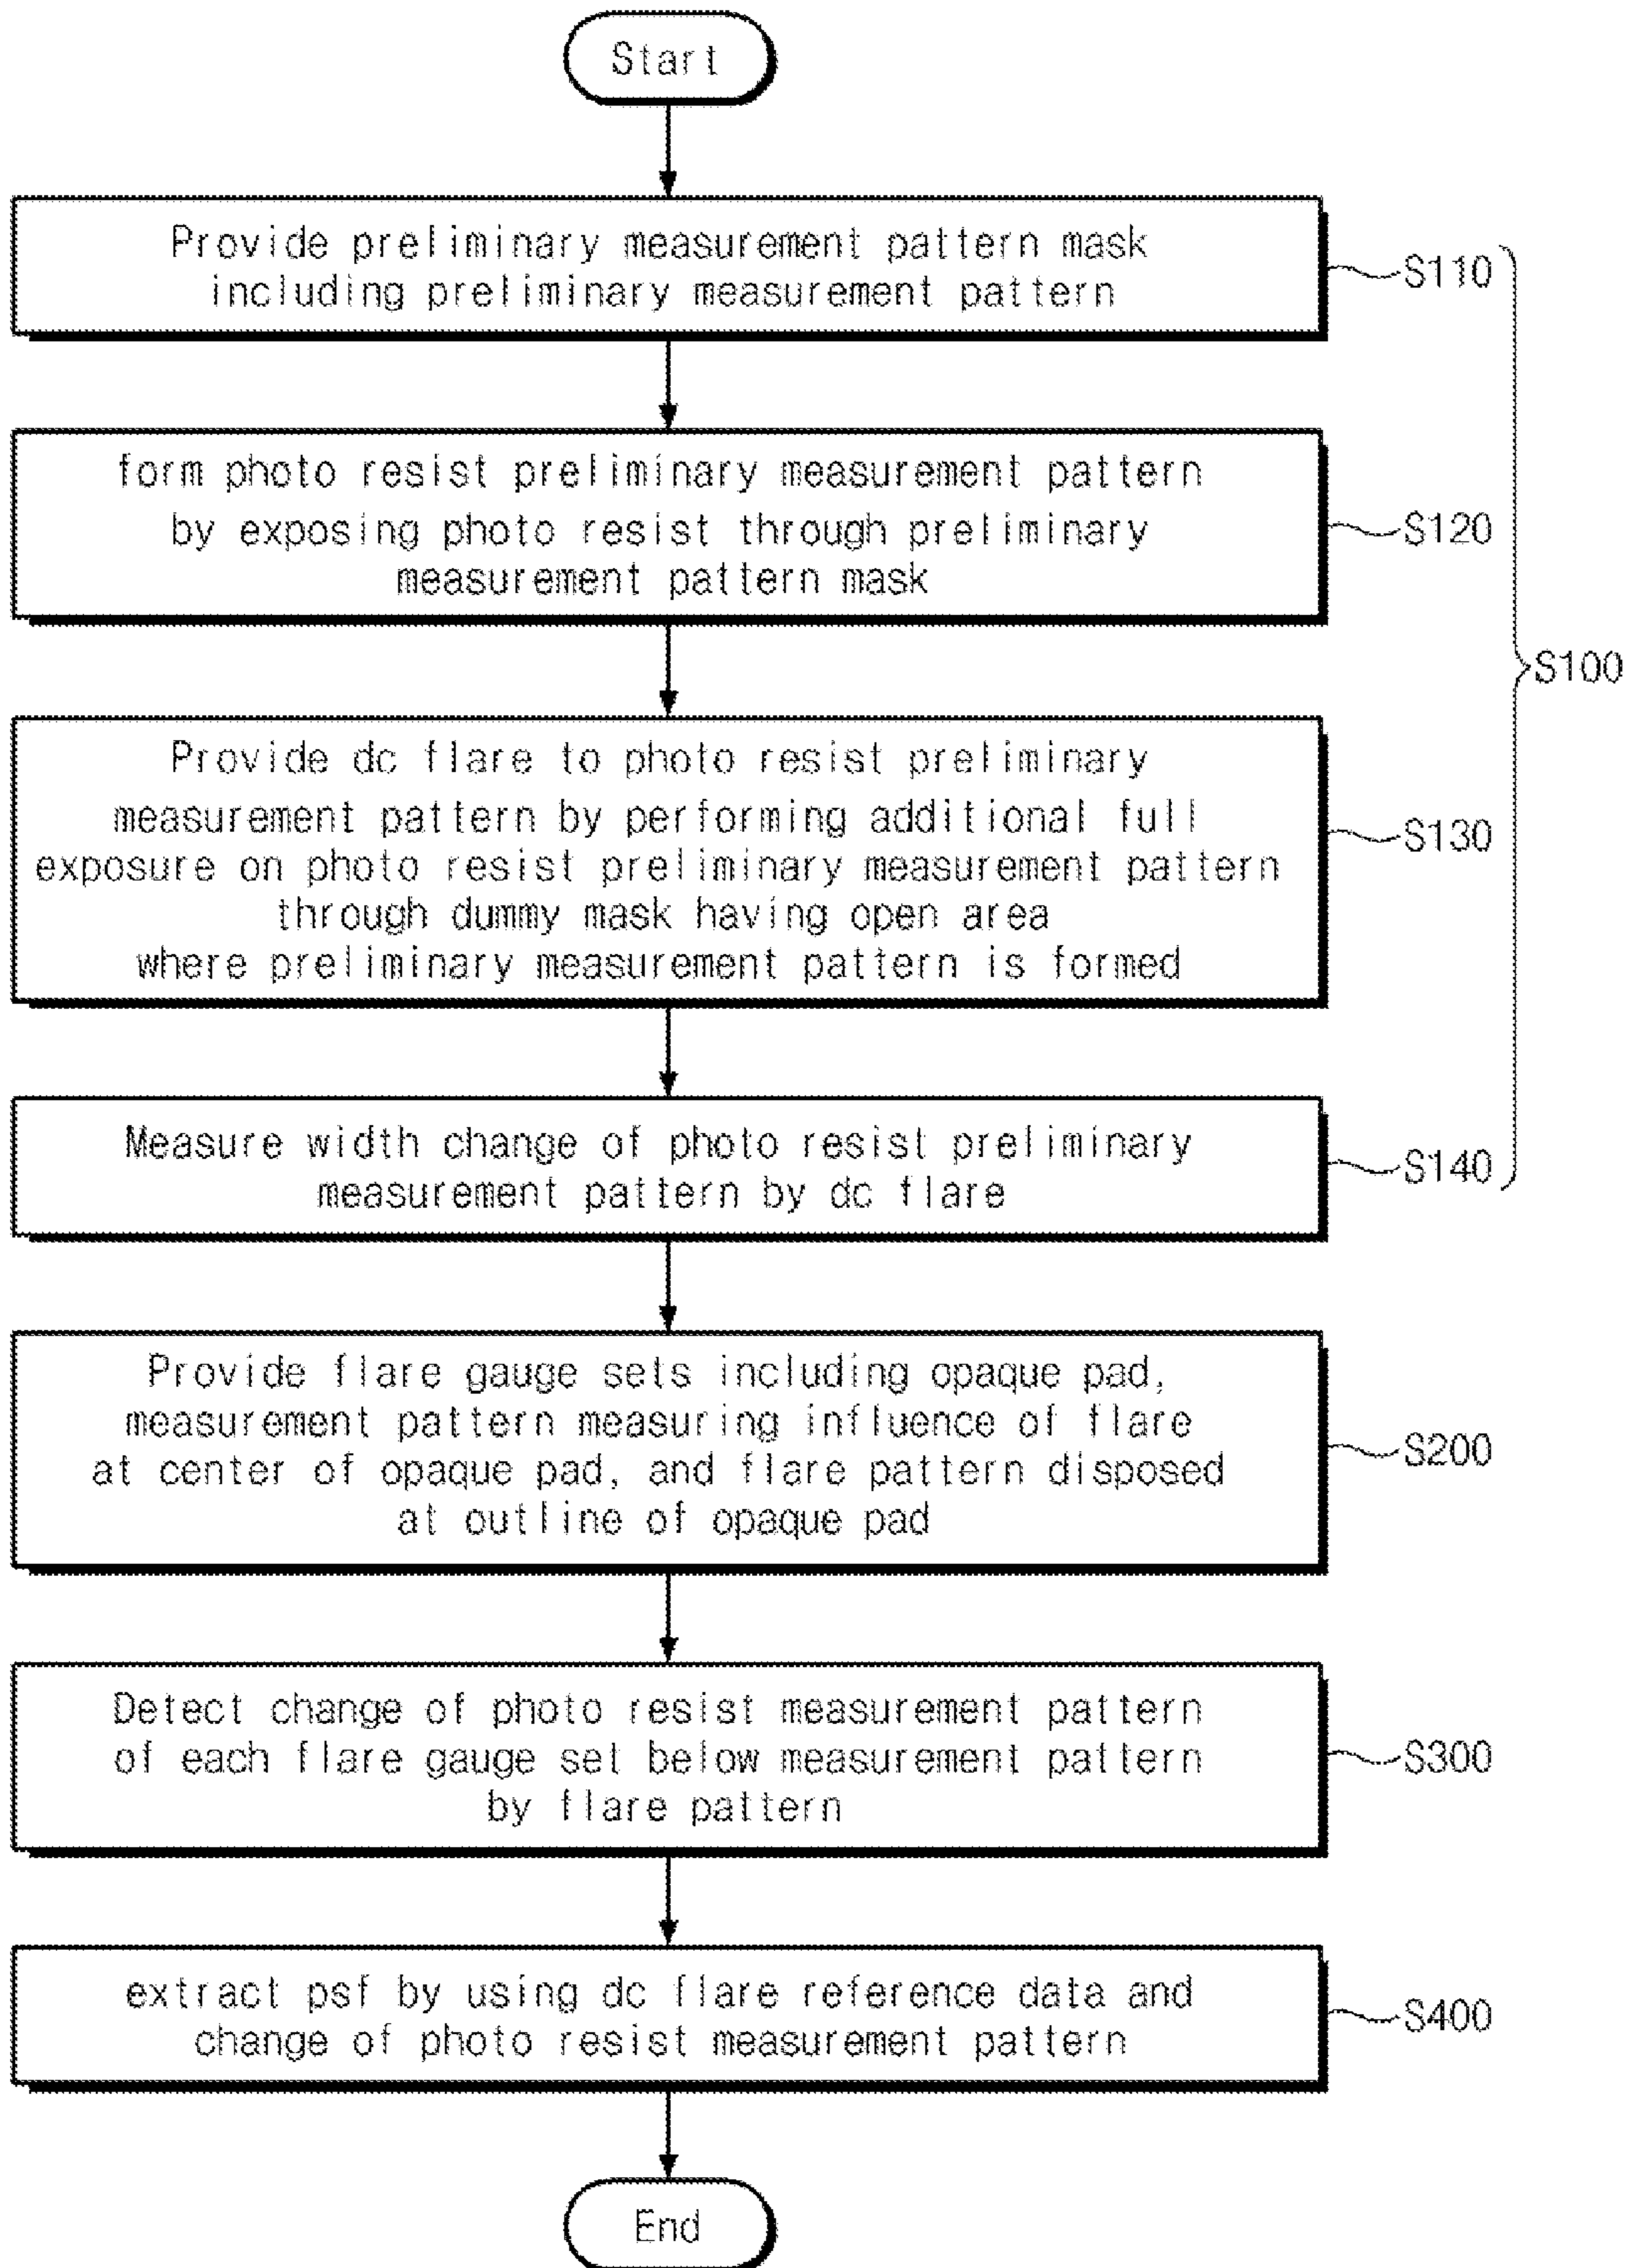 Start
Provide preliminary measurement pattern mask
including preliminary measurement pattern
S110
form photo resist preliminary measurement pattern
by exposing photo resist through preliminary
measurement pattern mask
S120
Provide dc flare to photo resist preliminary
measurement pattern by performing additional full
exposure on photo resist preliminary measurement pattern
through dummy mask having open area
where preliminary measurement pattern is formed
S130
S100
Measure width change of photo resist preliminary
measurement pattern by dc flare
S140
Provide flare gauge sets including opaque pad,
measurement pattern measuring influence of flare
at center of opaque pad, and flare pattern disposed
at outline of opaque pad
S200
Detect change of photo resist measurement pattern
of each flare gauge set below measurement pattern
by flare pattern
S300
extract psf by using dc flare reference data and
change of photo resist measurement pattern
S400
End